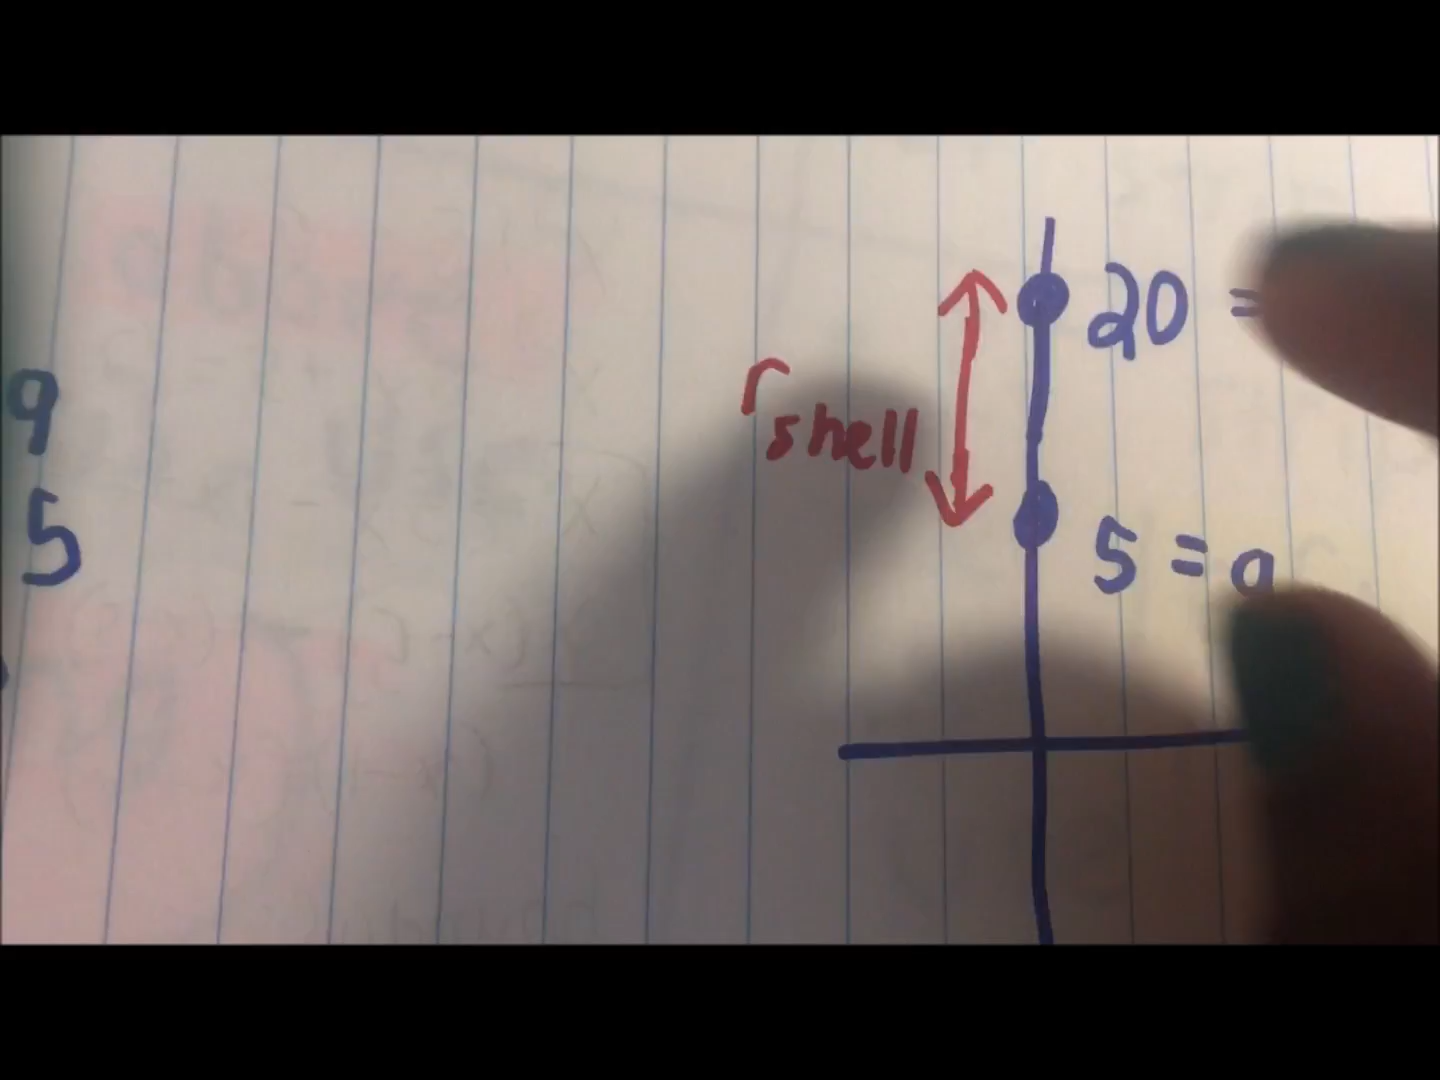 20 =
9
r shell
5
5 = a